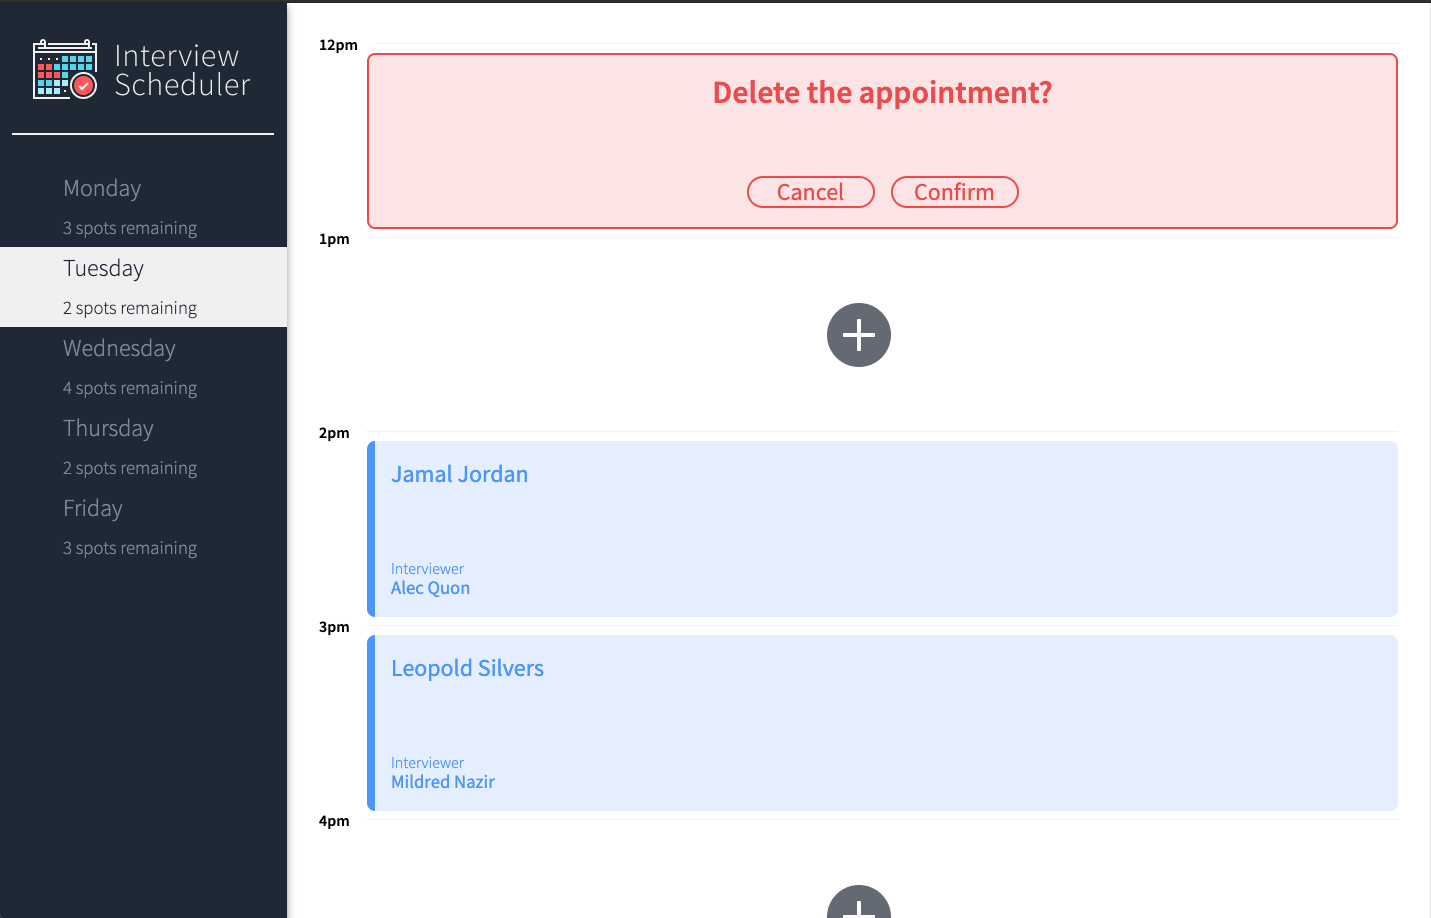 Interview
Scheduler
Monday
3 spots remaining
Tuesday
2 spots remaining
Wednesday
4 spots remaining
Thursday
2 spots remaining
Friday
3 spots remaining
12pm
Delete the appointment?
Cancel Confirm
1pm
2pm
Jamal Jordan
Interviewer
Alec Quon
3pm
Leopold Silvers
Interviewer
Mildred Nazir
4pm